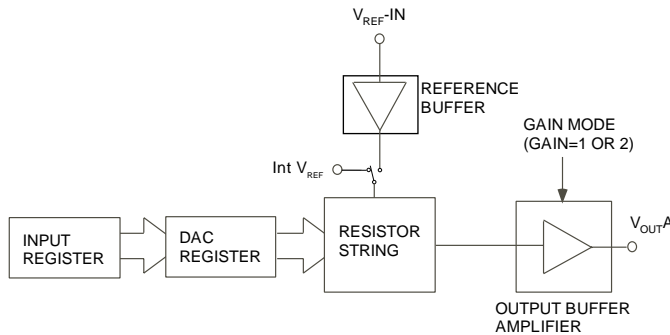 V_REF-IN
REFERENCE
BUFFER
GAIN MODE
(GAIN=1 OR 2)
Int V_REF
INPUT
REGISTER
DAC
REGISTER
RESISTOR
STRING
V_OUTA
OUTPUT BUFFER
AMPLIFIER